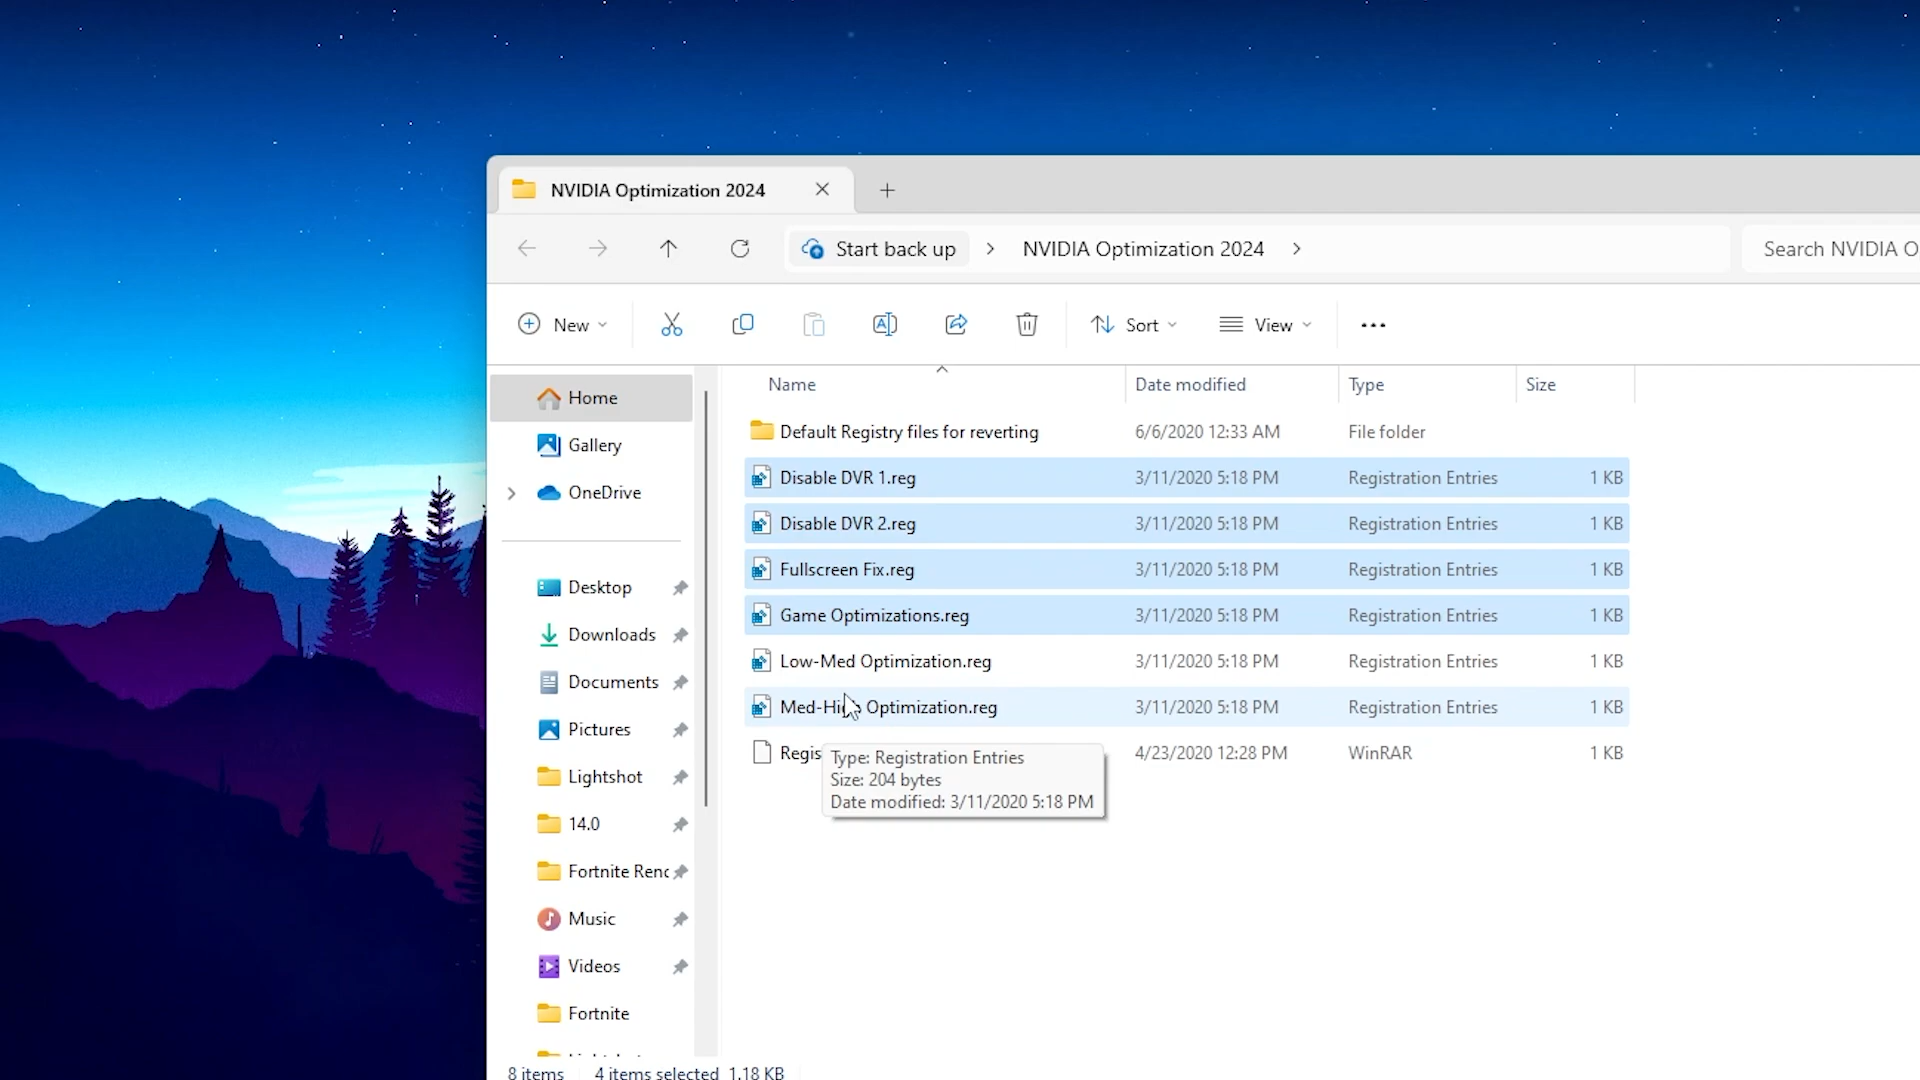 NVIDIA Optimization 2024
Start back up > NVIDIA Optimization 2024 >
Search NVIDIA O
New
Sort
View
Name Date modified Type Size
Home
Gallery
OneDrive
Desktop
Downloads
Documents
Pictures
Lightshot
14.0
Fortnite Renc
Music
Videos
Fortnite
Default Registry files for reverting 6/6/2020 12:33 AM File folder
Disable DVR 1.reg 3/11/2020 5:18 PM Registration Entries 1 KB
Disable DVR 2.reg 3/11/2020 5:18 PM Registration Entries 1 KB
Fullscreen Fix.reg 3/11/2020 5:18 PM Registration Entries 1 KB
Game Optimizations.reg 3/11/2020 5:18 PM Registration Entries 1 KB
Low-Med Optimization.reg 3/11/2020 5:18 PM Registration Entries 1 KB
Med-High Optimization.reg 3/11/2020 5:18 PM Registration Entries 1 KB
Regis 4/23/2020 12:28 PM WinRAR 1 KB
Type: Registration Entries
Size: 204 bytes
Date modified: 3/11/2020 5:18 PM
8 items 4 items selected 1.18 KB